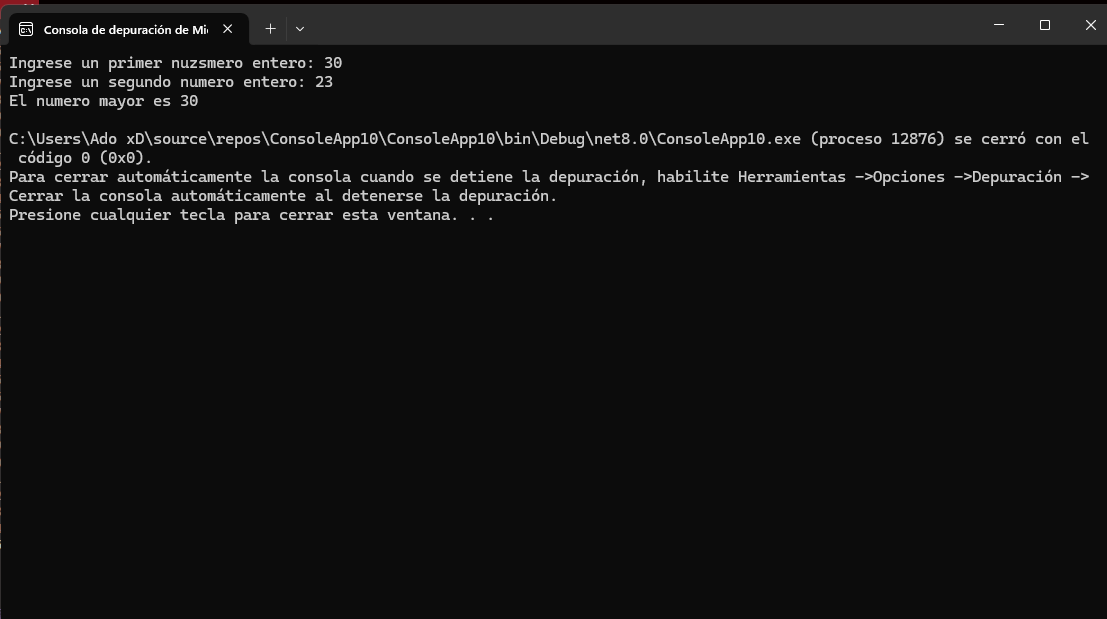 Consola de depuración de Mi
Ingrese un primer nuzsmero entero: 30
Ingrese un segundo numero entero: 23
El numero mayor es 30
C:\Users\Ado xD\source\repos\ConsoleApp10\ConsoleApp10\bin\Debug\net8.0\ConsoleApp10.exe (proceso 12876) se cerró con el
código 0 (0x0).
Para cerrar automáticamente la consola cuando se detiene la depuración, habilite Herramientas ->Opciones ->Depuración ->
Cerrar la consola automáticamente al detenerse la depuración.
Presione cualquier tecla para cerrar esta ventana. . .